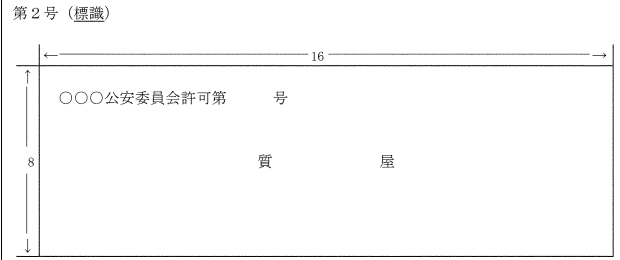 第２号（標識）
16
○○○公安委員会許可第　　　号
8
質　　　　　　　屋